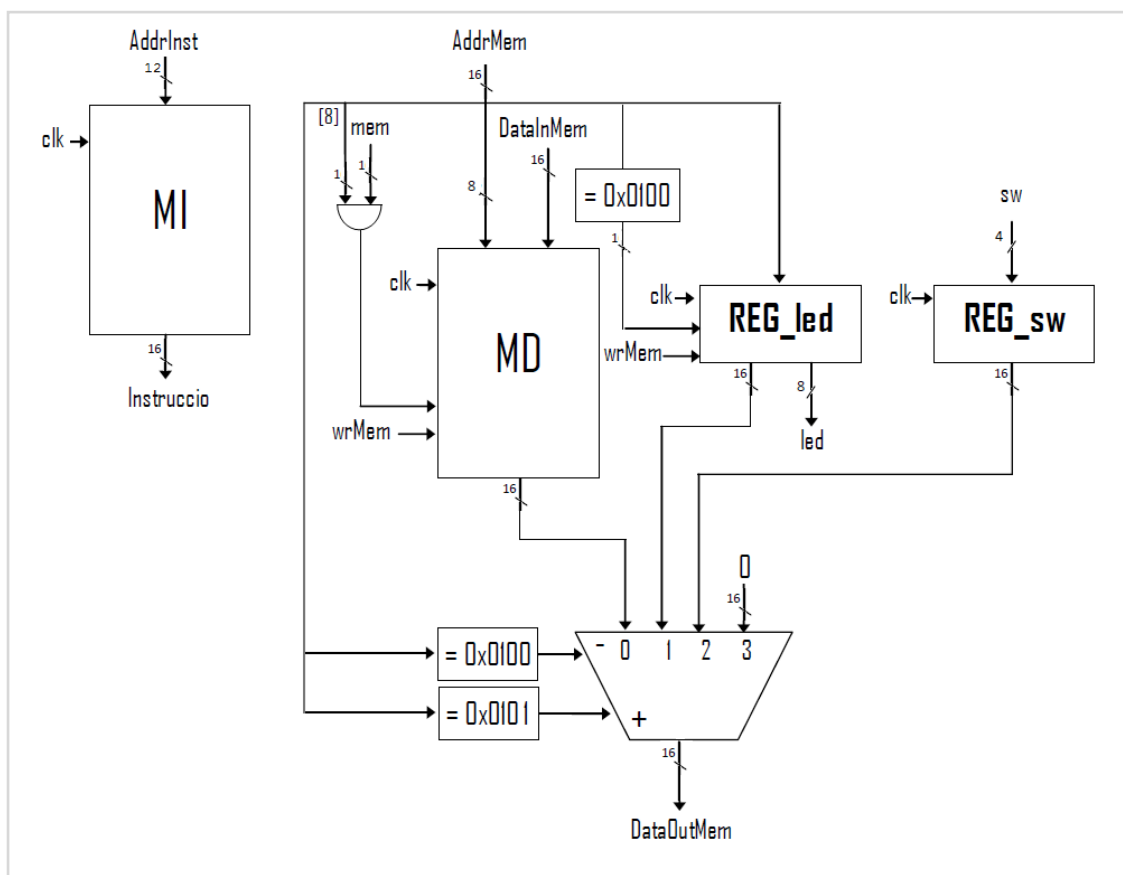 AddrInst
12
clk
MI
16
Instruccio
AddrMem
16
[8]
mem
1
1
DataInMem
16
8
= 0x0100
1
clk
MD
wrMem
16
clk
REG_led
wrMem
16
8
led
sw
4
clk
REG_sw
16
0
16
= 0x0100
= 0x0101
- 0 1 2 3
+
16
DataOutMem